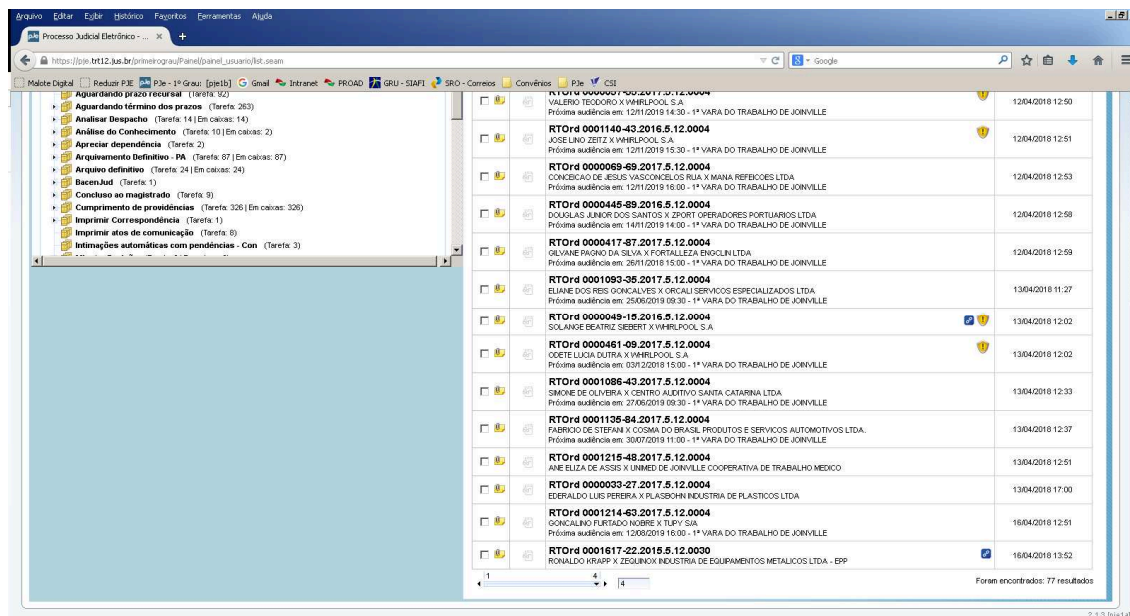 Arquivo Editar Exibir Histórico Favoritos Ferramentas Ajuda
Processo Judicial Eletrônico - ... × +
https://pje.trt12.jus.br/primeirograu/Painel/painel_usuario/list.seam
Google
Malote Digital Reduzir PJE PJe - 1º Grau: [pje1b] Gmail Intranet PROAD GRU - SIAFI SRO - Correios Convênios PJe CSI
Aguardando prazo recursal (Tarefa: 92)
Aguardando término dos prazos (Tarefa: 263)
Analisar Despacho (Tarefa: 14 | Em caixas: 14)
Análise do Conhecimento (Tarefa: 10 | Em caixas: 2)
Apreciar dependência (Tarefa: 2)
Arquivamento Definitivo - PA (Tarefa: 87 | Em caixas: 87)
Arquivo definitivo (Tarefa: 24 | Em caixas: 24)
BacenJud (Tarefa: 1)
Concluso ao magistrado (Tarefa: 9)
Cumprimento de providências (Tarefa: 326 | Em caixas: 326)
Imprimir Correspondência (Tarefa: 1)
Imprimir atos de comunicação (Tarefa: 8)
Intimações automáticas com pendências - Con (Tarefa: 3)
VALERIO TEODORO X WHIRLPOOL S.A 12/04/2018 12:50
Próxima audiência em: 12/11/2019 14:30 - 1ª VARA DO TRABALHO DE JOINVILLE
RTOrd 0001140-43.2016.5.12.0004
JOSE LINO ZEITZ X WHIRLPOOL S.A 12/04/2018 12:51
Próxima audiência em: 12/11/2019 15:30 - 1ª VARA DO TRABALHO DE JOINVILLE
RTOrd 0000069-69.2017.5.12.0004
CONCEICAO DE JESUS VASCONCELOS RUA X MANA REFEICOES LTDA 12/04/2018 12:53
Próxima audiência em: 12/11/2019 16:00 - 1ª VARA DO TRABALHO DE JOINVILLE
RTOrd 0000445-89.2016.5.12.0004
DOUGLAS JUNIOR DOS SANTOS X ZPORT OPERADORES PORTUARIOS LTDA 12/04/2018 12:58
Próxima audiência em: 14/11/2019 14:00 - 1ª VARA DO TRABALHO DE JOINVILLE
RTOrd 0000417-87.2017.5.12.0004
GILVANE PAGNO DA SILVA X FORTALLEZA ENGCLIN LTDA 12/04/2018 12:59
Próxima audiência em: 26/11/2018 15:00 - 1ª VARA DO TRABALHO DE JOINVILLE
RTOrd 0001093-35.2017.5.12.0004
ELIANE DOS REIS GONCALVES X ORCALI SERVICOS ESPECIALIZADOS LTDA 13/04/2018 11:27
Próxima audiência em: 25/06/2019 09:30 - 1ª VARA DO TRABALHO DE JOINVILLE
RTOrd 0000049-15.2016.5.12.0004
SOLANGE BEATRIZ SIEBERT X WHIRLPOOL S.A 13/04/2018 12:02
RTOrd 0000461-09.2017.5.12.0004
ODETE LUCIA DUTRA X WHIRLPOOL S.A 13/04/2018 12:02
Próxima audiência em: 03/12/2019 15:00 - 1ª VARA DO TRABALHO DE JOINVILLE
RTOrd 0001086-43.2017.5.12.0004
SIMONE DE OLIVEIRA X CENTRO AUDITIVO SANTA CATARINA LTDA 13/04/2018 12:33
Próxima audiência em: 27/06/2019 09:30 - 1ª VARA DO TRABALHO DE JOINVILLE
RTOrd 0001135-84.2017.5.12.0004
FABRICIO DE STEFANI X COSMA DO BRASIL PRODUTOS E SERVICOS AUTOMOTIVOS LTDA. 13/04/2018 12:37
Próxima audiência em: 30/07/2019 11:00 - 1ª VARA DO TRABALHO DE JOINVILLE
RTOrd 0001215-48.2017.5.12.0004
ANE ELIZA DE ASSIS X UNIMED DE JOINVILLE COOPERATIVA DE TRABALHO MEDICO 13/04/2018 12:51
RTOrd 0000033-27.2017.5.12.0004
EDERALDO LUIS PEREIRA X PLASBOHN INDUSTRIA DE PLASTICOS LTDA 13/04/2018 17:00
RTOrd 0001214-63.2017.5.12.0004
GONCALINO FURTADO NOBRE X TUPY S/A 16/04/2018 12:51
Próxima audiência em: 12/08/2019 16:00 - 1ª VARA DO TRABALHO DE JOINVILLE
RTOrd 0001617-22.2015.5.12.0030
RONALDO KRAPP X ZEQUINOX INDUSTRIA DE EQUIPAMENTOS METALICOS LTDA - EPP 16/04/2018 13:52
1 4 4 Foram encontrados: 77 resultados